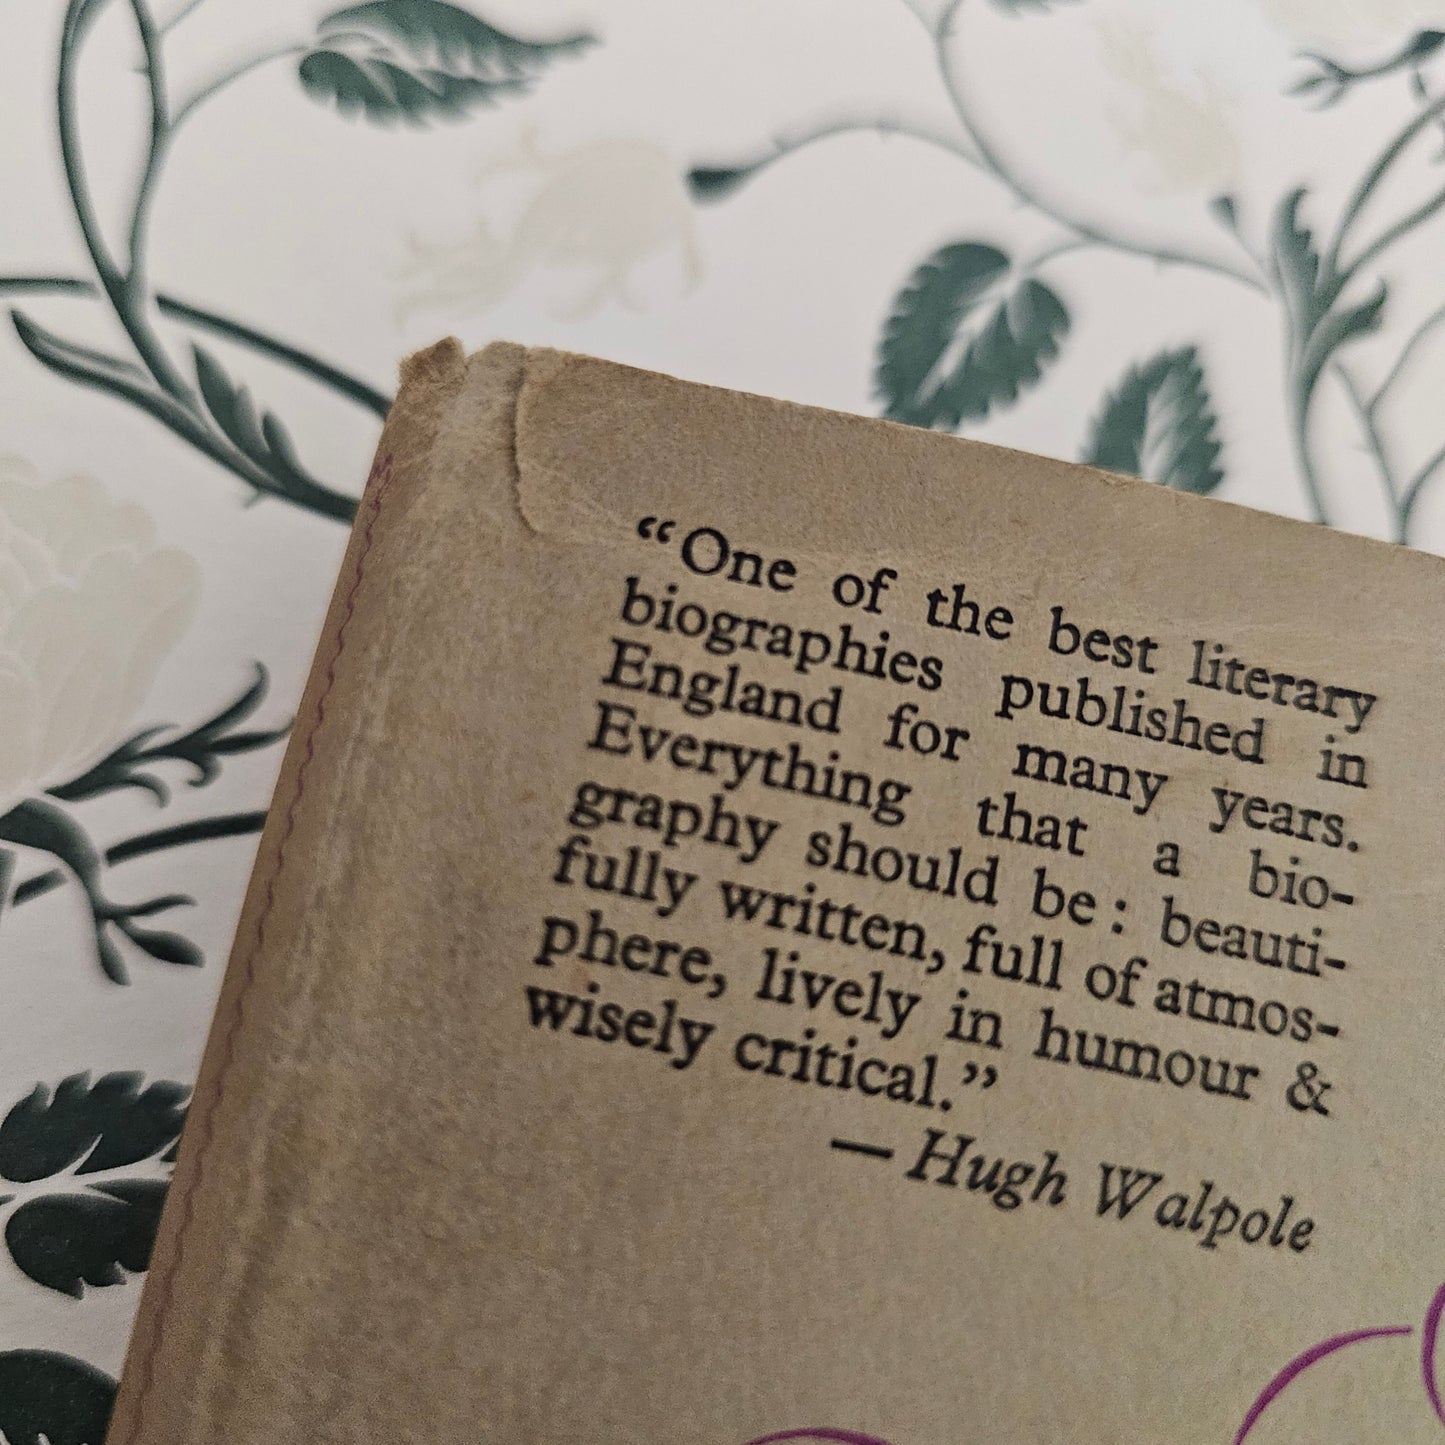 “One of the best literary
biographies published in
England for many years.
Everything that a bio-
graphy should be: beauti-
fully written, full of atmos-
phere, lively in humour &
wisely critical.”
— Hugh Walpole